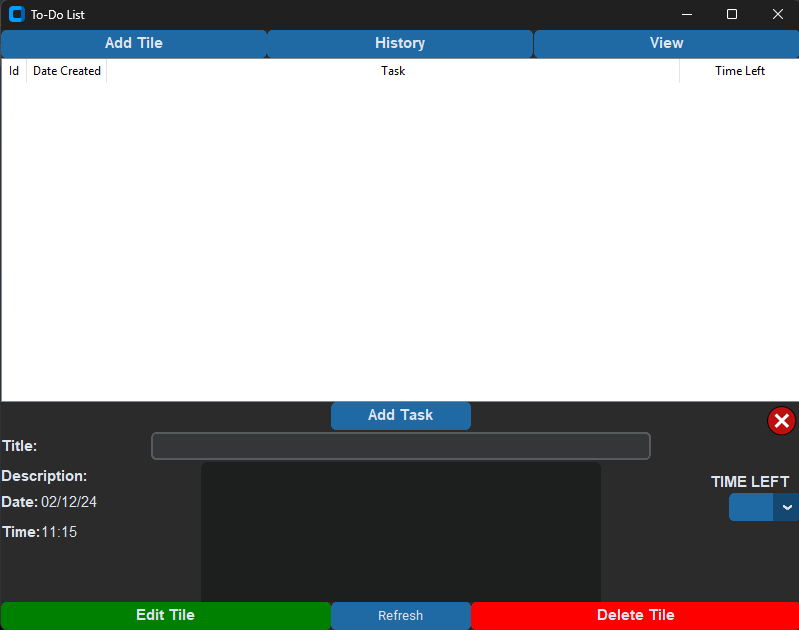 To-Do List
Add Tile History View
Id Date Created Task Time Left
Add Task
Title:
Description:
TIME LEFT
Date: 02/12/24
Time:11:15
Edit Tile Refresh Delete Tile